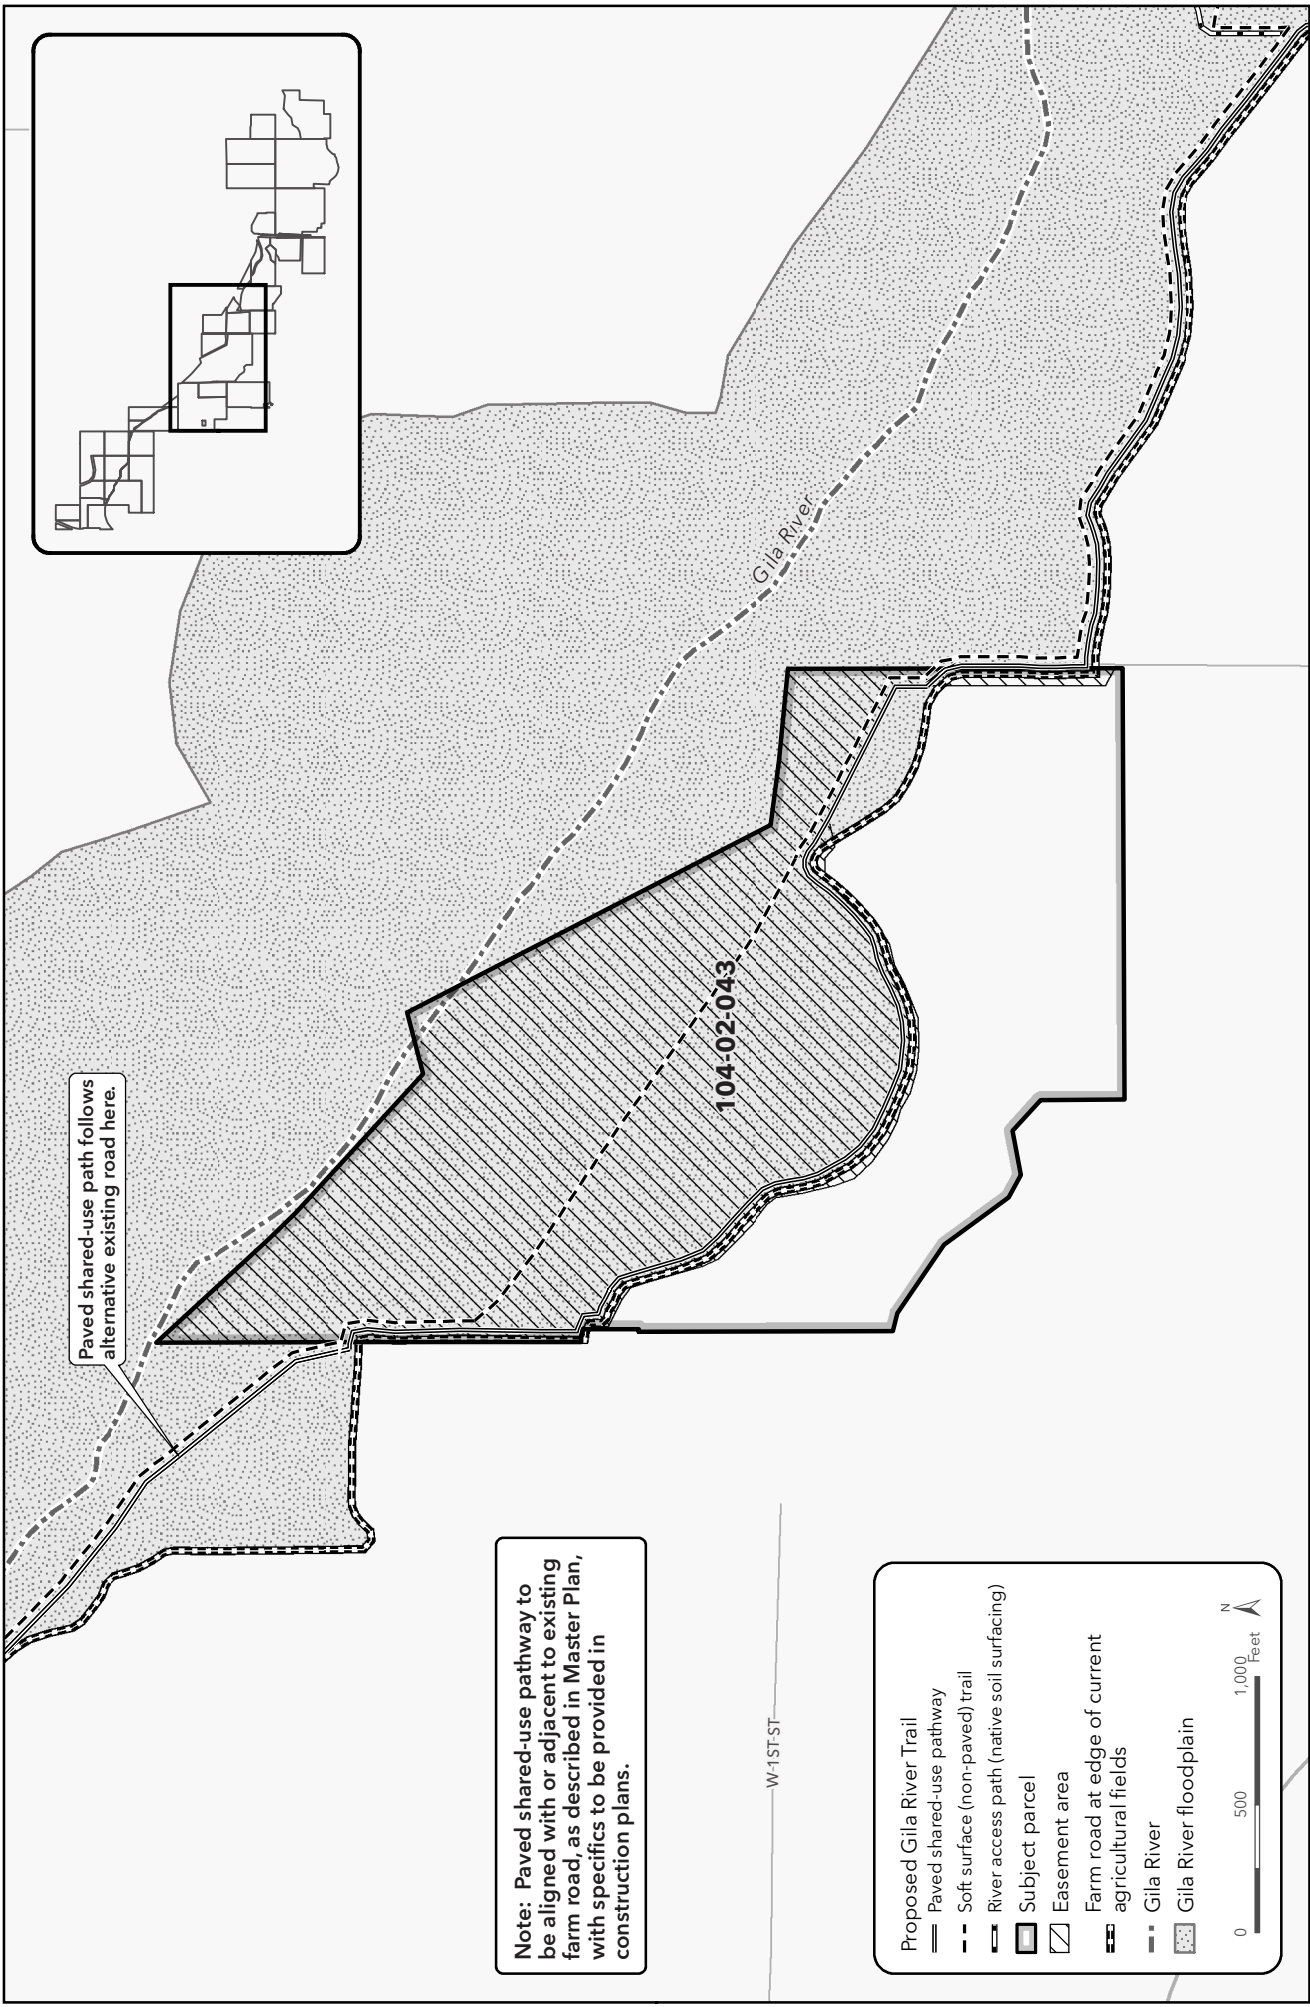 Paved shared-use path follows
alternative existing road here.
Gila River
104-02-043
Note: Paved shared-use pathway to
be aligned with or adjacent to existing
farm road, as described in Master Plan,
with specifics to be provided in
construction plans.
W-1ST-ST
Proposed Gila River Trail
Paved shared-use pathway
Soft surface (non-paved) trail
River access path (native soil surfacing)
Subject parcel
Easement area
Farm road at edge of current
agricultural fields
Gila River
Gila River floodplain
0 500 1,000
Feet
N